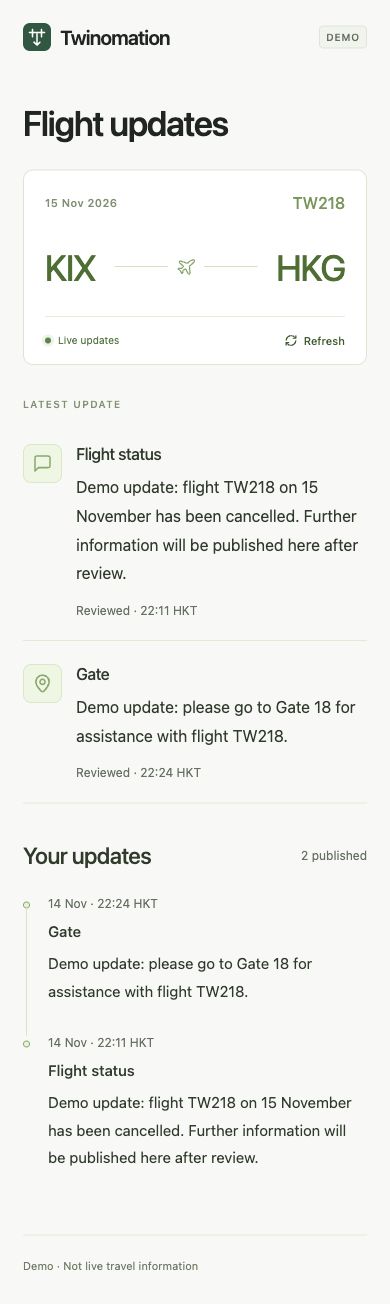 Twinomation
DEMO
Flight updates
15 Nov 2026
TW218
KIX
HKG
Live updates
Refresh
LATEST UPDATE
Flight status
Demo update: flight TW218 on 15
November has been cancelled. Further
information will be published here after
review.
Reviewed · 22:11 HKT
Gate
Demo update: please go to Gate 18 for
assistance with flight TW218.
Reviewed · 22:24 HKT
Your updates
2 published
14 Nov · 22:24 HKT
Gate
Demo update: please go to Gate 18 for
assistance with flight TW218.
14 Nov · 22:11 HKT
Flight status
Demo update: flight TW218 on 15 November
has been cancelled. Further information will
be published here after review.
Demo · Not live travel information